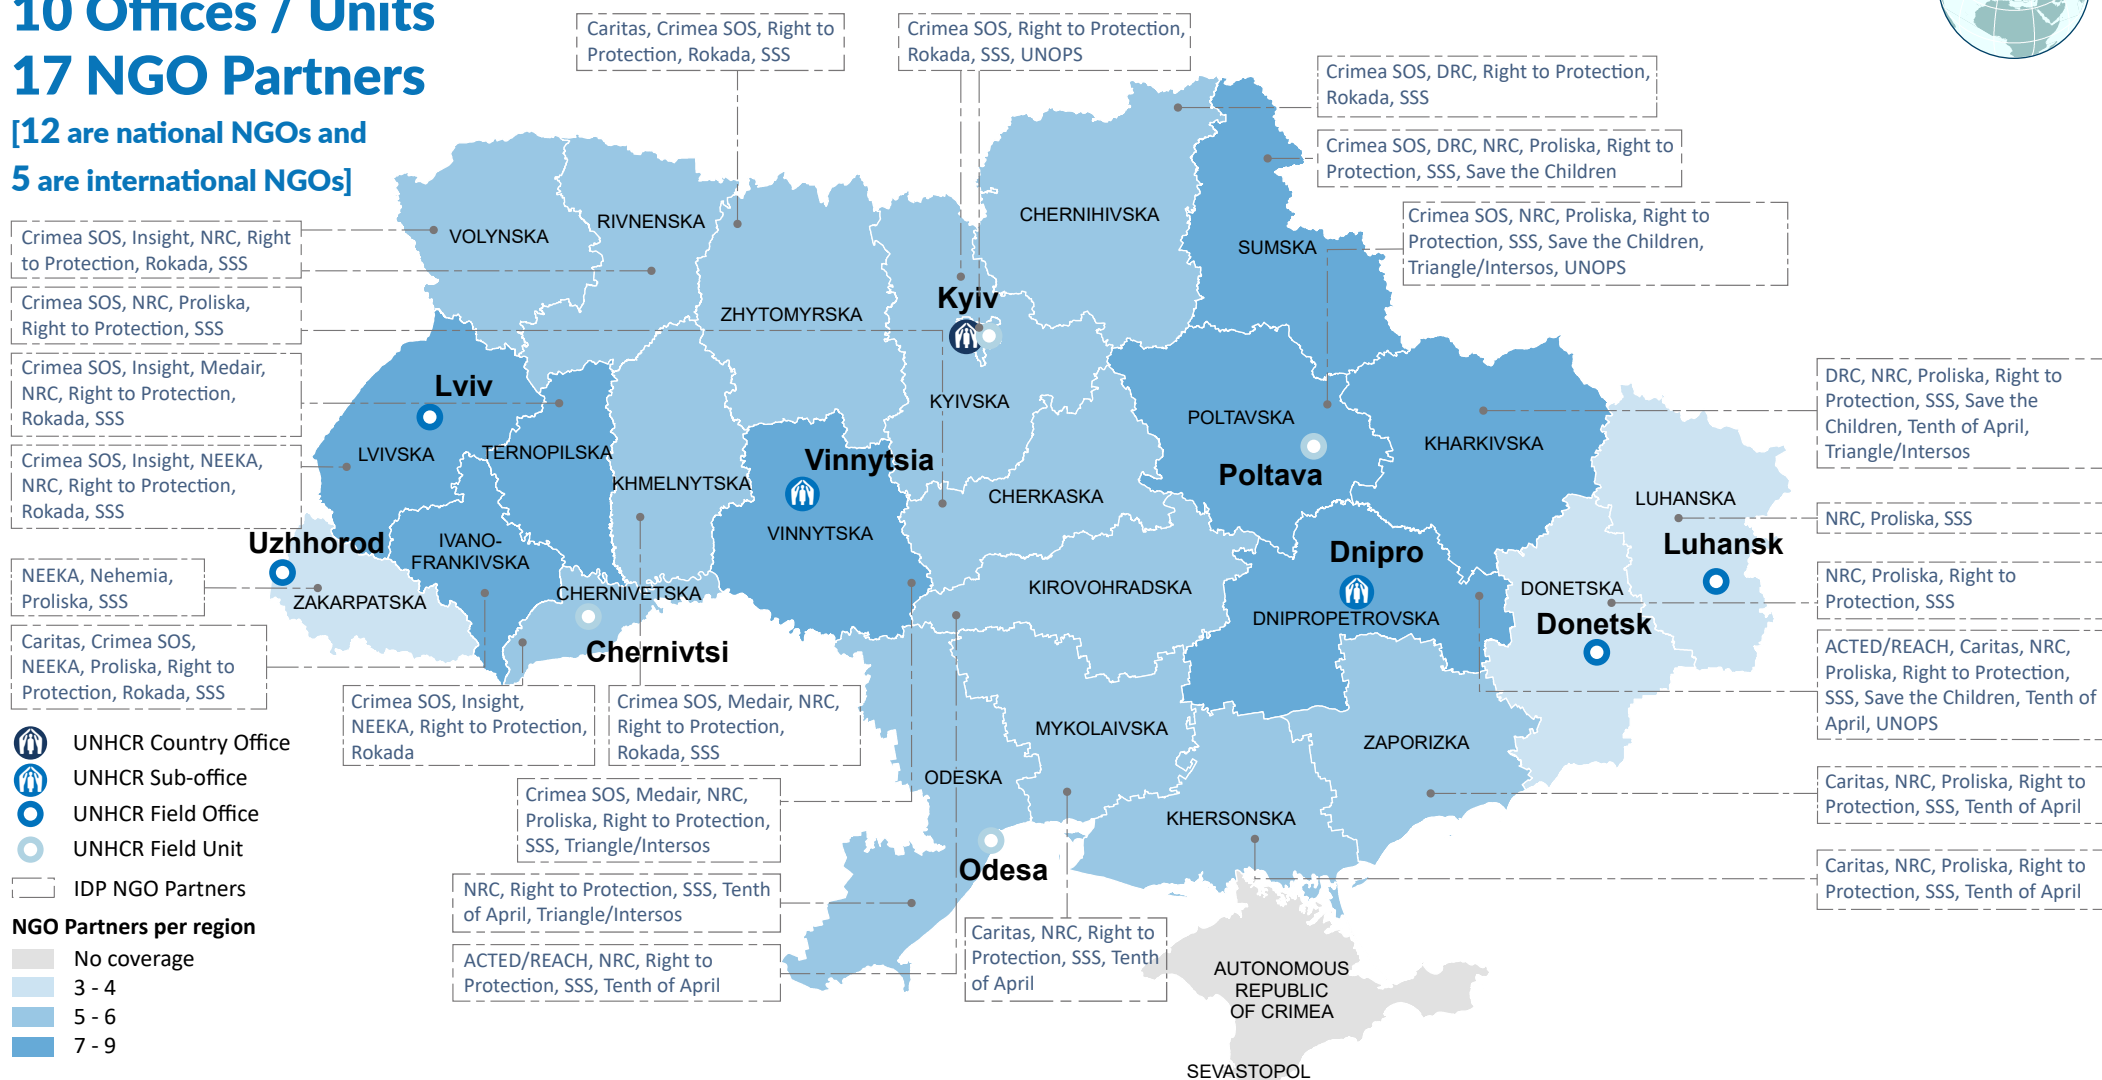 10 Offices / Units
17 NGO Partners
[12 are national NGOs and
5 are international NGOs]
Caritas, Crimea SOS, Right to
Protection, Rokada, SSS
Crimea SOS, Right to Protection,
Rokada, SSS, UNOPS
Crimea SOS, DRC, Right to Protection,
Rokada, SSS
Crimea SOS, DRC, NRC, Proliska, Right to
Protection, SSS, Save the Children
Crimea SOS, NRC, Proliska, Right to
Protection, SSS, Save the Children,
Triangle/Intersos, UNOPS
Crimea SOS, Insight, NRC, Right
to Protection, Rokada, SSS
Crimea SOS, NRC, Proliska,
Right to Protection, SSS
Crimea SOS, Insight, Medair,
NRC, Right to Protection,
Rokada, SSS
Crimea SOS, Insight, NEEKA,
NRC, Right to Protection,
Rokada, SSS
NEEKA, Nehemia,
Proliska, SSS
Caritas, Crimea SOS,
NEEKA, Proliska, Right to
Protection, Rokada, SSS
VOLYNSKA
RIVNENSKA
ZHYTOMYRSKA
CHERNIHIVSKA
SUMSKA
Kyiv
KYIVSKA
Lviv
LVIVSKA
TERNOPILSKA
KHMELNYTSKA
Vinnytsia
VINNYTSKA
CHERKASKA
POLTAVSKA
Poltava
KHARKIVSKA
LUHANSKA
Luhansk
Uzhhorod
ZAKARPATSKA
IVANO-
FRANKIVSKA
CHERNIVETSKA
Chernivtsi
KIROVOHRADSKA
Dnipro
DNIPROPETROVSKA
DONETSKA
Donetsk
MYKOLAIVSKA
ODESKA
Odesa
KHERSONSKA
ZAPORIZKA
AUTONOMOUS
REPUBLIC
OF CRIMEA
SEVASTOPOL
DRC, NRC, Proliska, Right to
Protection, SSS, Save the
Children, Tenth of April,
Triangle/Intersos
NRC, Proliska, SSS
NRC, Proliska, Right to
Protection, SSS
ACTED/REACH, Caritas, NRC,
Proliska, Right to Protection,
SSS, Save the Children, Tenth of
April, UNOPS
Caritas, NRC, Proliska, Right to
Protection, SSS, Tenth of April
Caritas, NRC, Proliska, Right to
Protection, SSS, Tenth of April
Crimea SOS, Insight,
NEEKA, Right to Protection,
Rokada
Crimea SOS, Medair, NRC,
Right to Protection,
Rokada, SSS
Crimea SOS, Medair, NRC,
Proliska, Right to Protection,
SSS, Triangle/Intersos
NRC, Right to Protection, SSS, Tenth
of April, Triangle/Intersos
ACTED/REACH, NRC, Right to
Protection, SSS, Tenth of April
Caritas, NRC, Right to
Protection, SSS, Tenth
of April
UNHCR Country Office
UNHCR Sub-office
UNHCR Field Office
UNHCR Field Unit
IDP NGO Partners
NGO Partners per region
No coverage
3 - 4
5 - 6
7 - 9